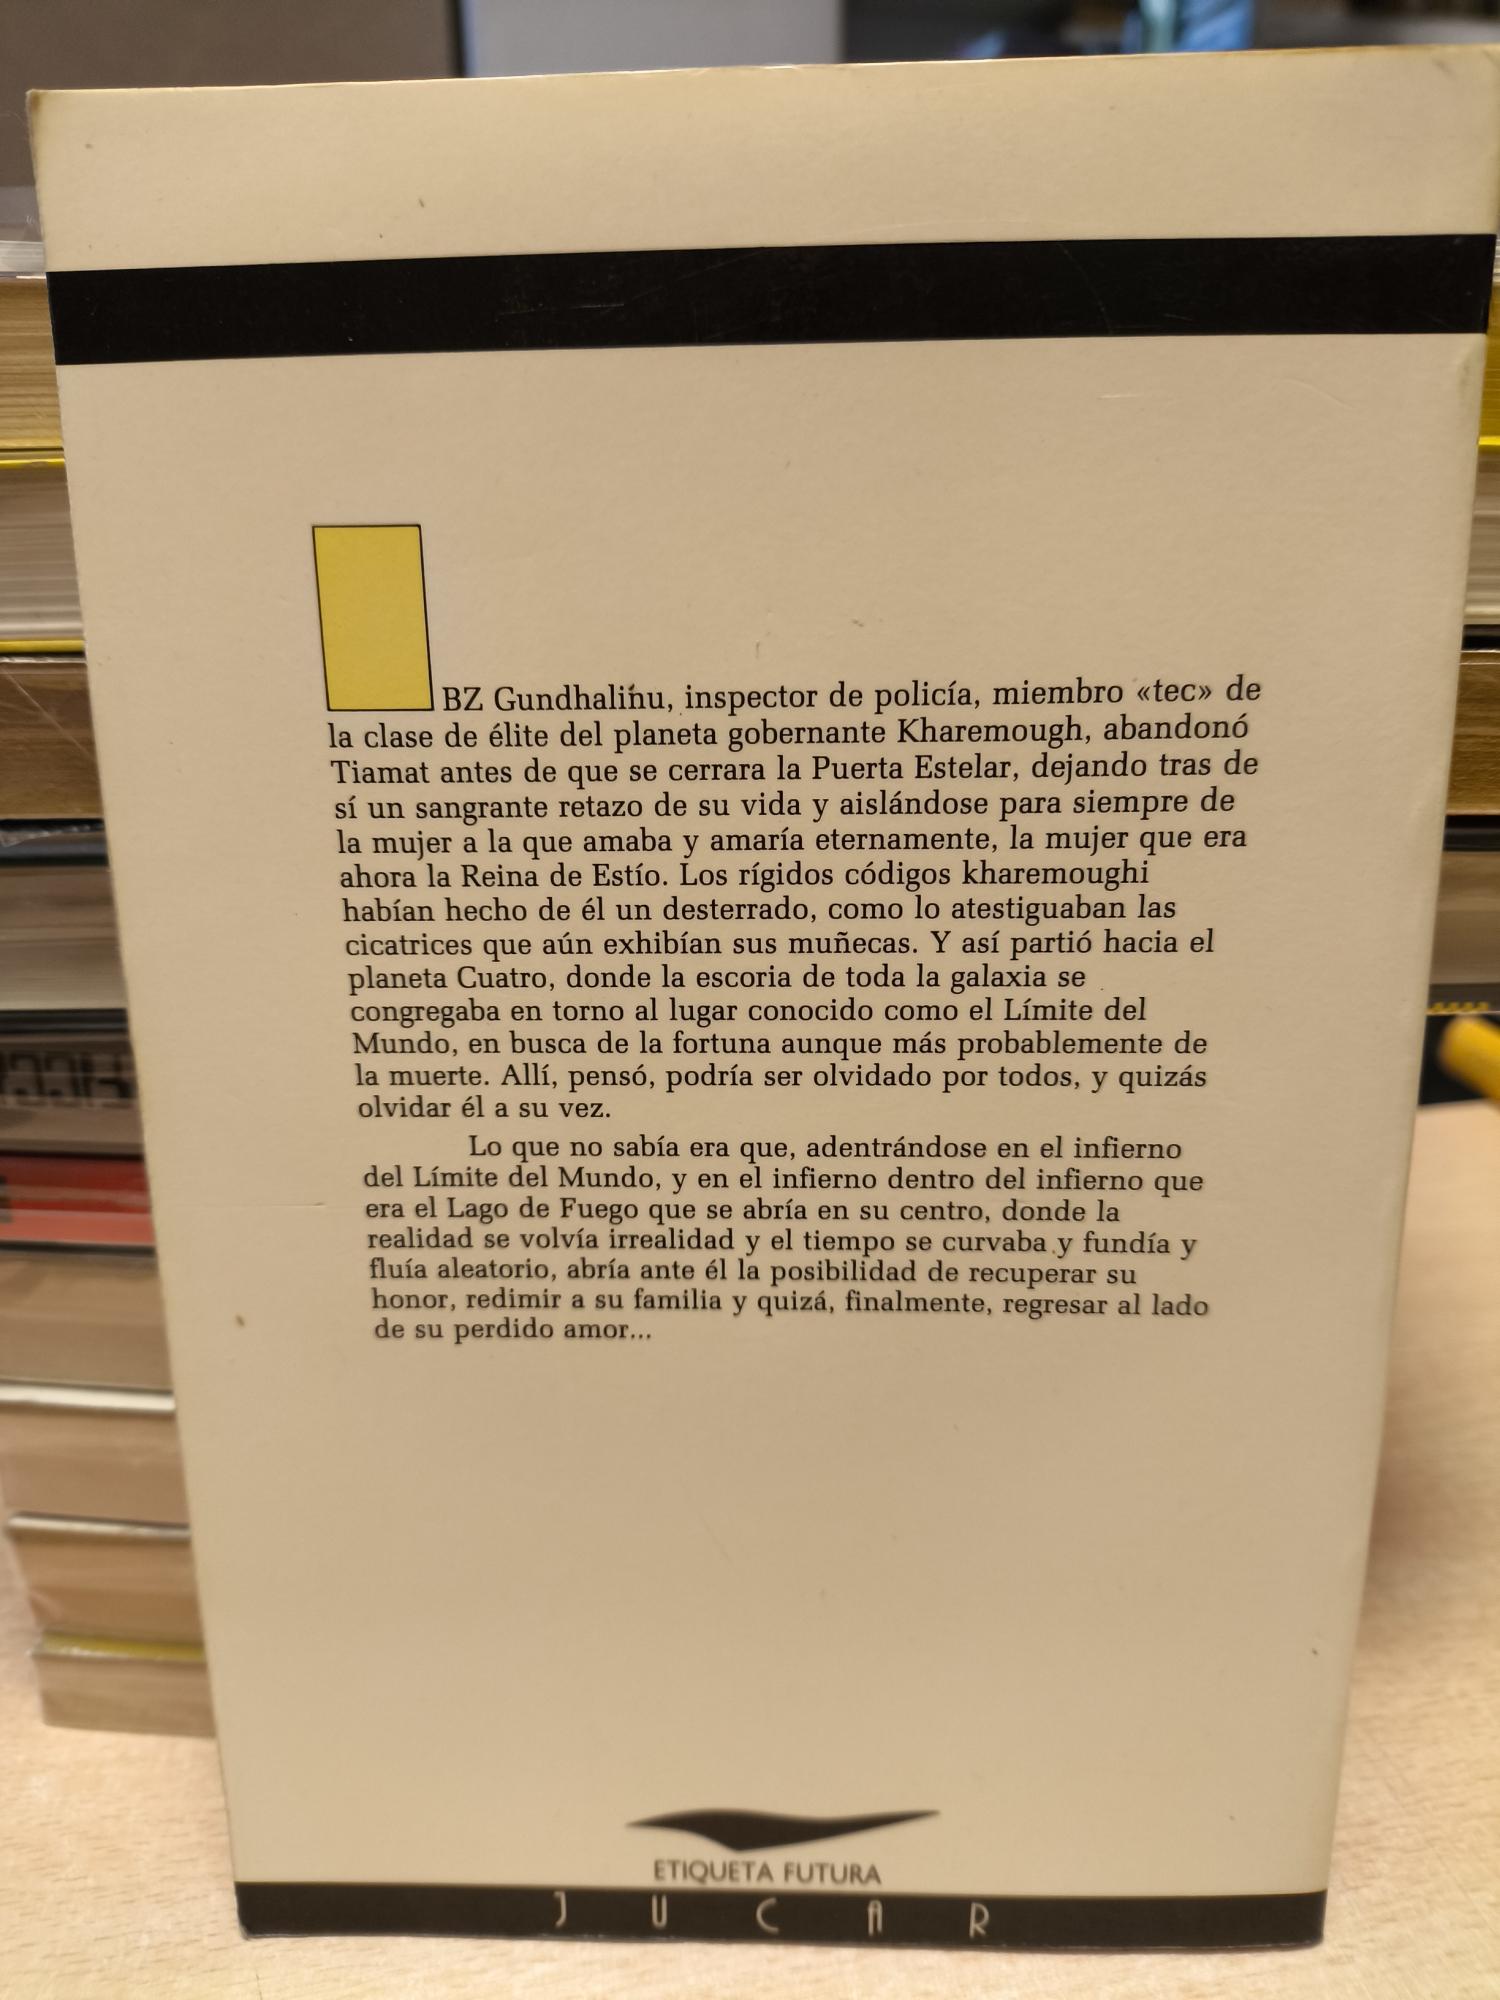 BZ Gundhalinu, inspector de policía, miembro «tec» de
la clase de élite del planeta gobernante Kharemough, abandonó
Tiamat antes de que se cerrara la Puerta Estelar, dejando tras de
sí un sangrante retazo de su vida y aislándose para siempre de
la mujer a la que amaba y amaría eternamente, la mujer que era
ahora la Reina de Estío. Los rígidos códigos kharemoughi
habían hecho de él un desterrado, como lo atestiguaban las
cicatrices que aún exhibían sus muñecas. Y así partió hacia el
planeta Cuatro, donde la escoria de toda la galaxia se
congregaba en torno al lugar conocido como el Límite del
Mundo, en busca de la fortuna aunque más probablemente de
la muerte. Allí, pensó, podría ser olvidado por todos, y quizás
olvidar él a su vez.
Lo que no sabía era que, adentrándose en el infierno
del Límite del Mundo, y en el infierno dentro del infierno que
era el Lago de Fuego que se abría en su centro, donde la
realidad se volvía irrealidad y el tiempo se curvaba y fundía y
fluía aleatorio, abría ante él la posibilidad de recuperar su
honor, redimir a su familia y quizá, finalmente, regresar al lado
de su perdido amor...
ETIQUETA FUTURA
JUCAR